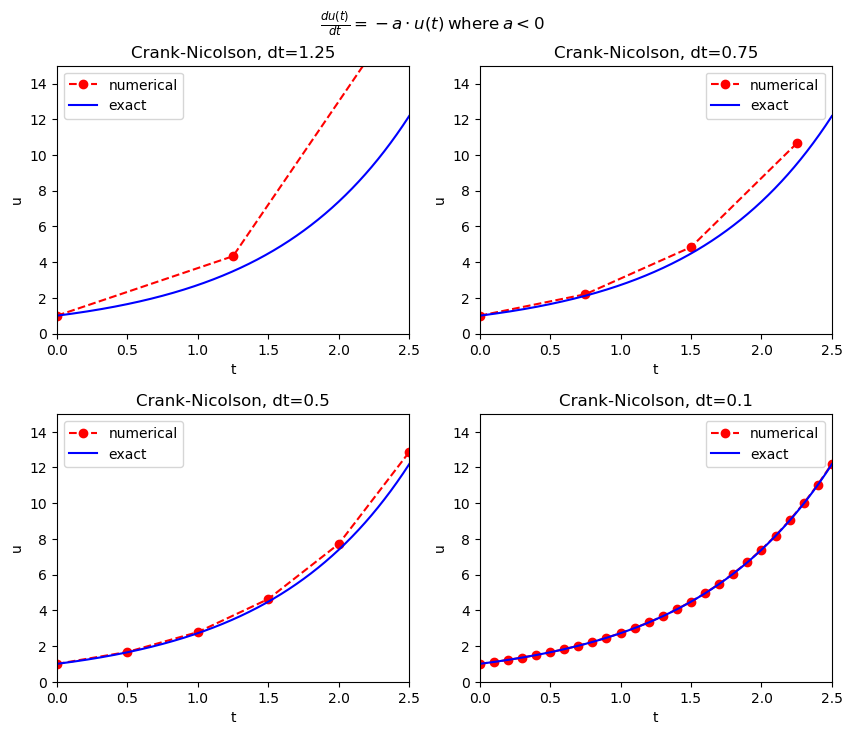 du(t)/dt = −a · u(t) where a < 0
Crank-Nicolson, dt=1.25
14
12
10
8
6
4
2
0
u
numerical
exact
0.0 0.5 1.0 1.5 2.0 2.5
t
Crank-Nicolson, dt=0.75
14
12
10
8
6
4
2
0
u
numerical
exact
0.0 0.5 1.0 1.5 2.0 2.5
t
Crank-Nicolson, dt=0.5
14
12
10
8
6
4
2
0
u
numerical
exact
0.0 0.5 1.0 1.5 2.0 2.5
t
Crank-Nicolson, dt=0.1
14
12
10
8
6
4
2
0
u
numerical
exact
0.0 0.5 1.0 1.5 2.0 2.5
t